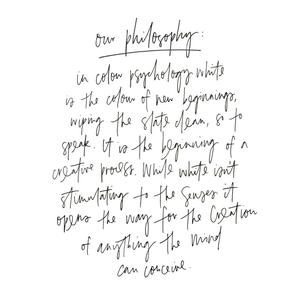 our philosophy:
in colour psychology white
is the colour of new beginnings,
wiping the slate clean, so to
speak. It is the beginning of a
creative process. While white isn't
stimulating to the senses it
opens the way for the creation
of anything the mind
can conceive.